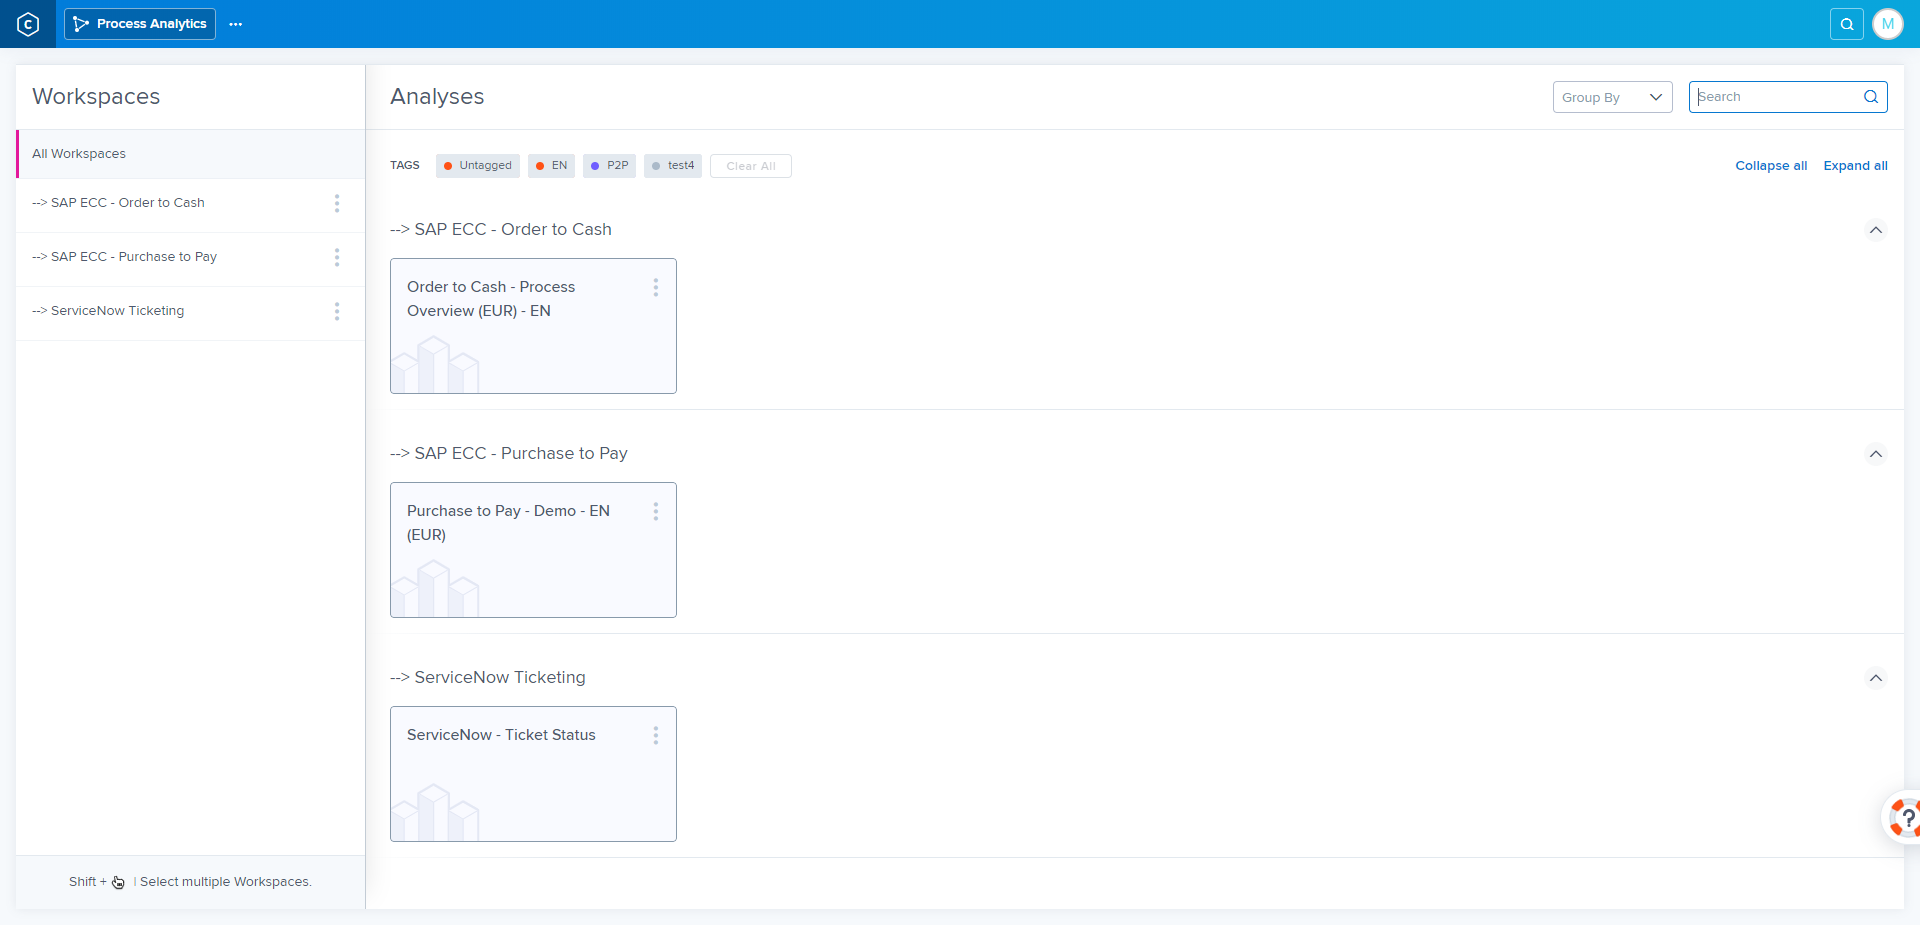 C Process Analytics ··· M
Workspaces
All Workspaces
--> SAP ECC - Order to Cash
--> SAP ECC - Purchase to Pay
--> ServiceNow Ticketing
Shift + | Select multiple Workspaces.
Analyses
Group By
Search
TAGS Untagged EN P2P test4 Clear All
Collapse all Expand all
--> SAP ECC - Order to Cash
Order to Cash - Process
Overview (EUR) - EN
--> SAP ECC - Purchase to Pay
Purchase to Pay - Demo - EN
(EUR)
--> ServiceNow Ticketing
ServiceNow - Ticket Status
?